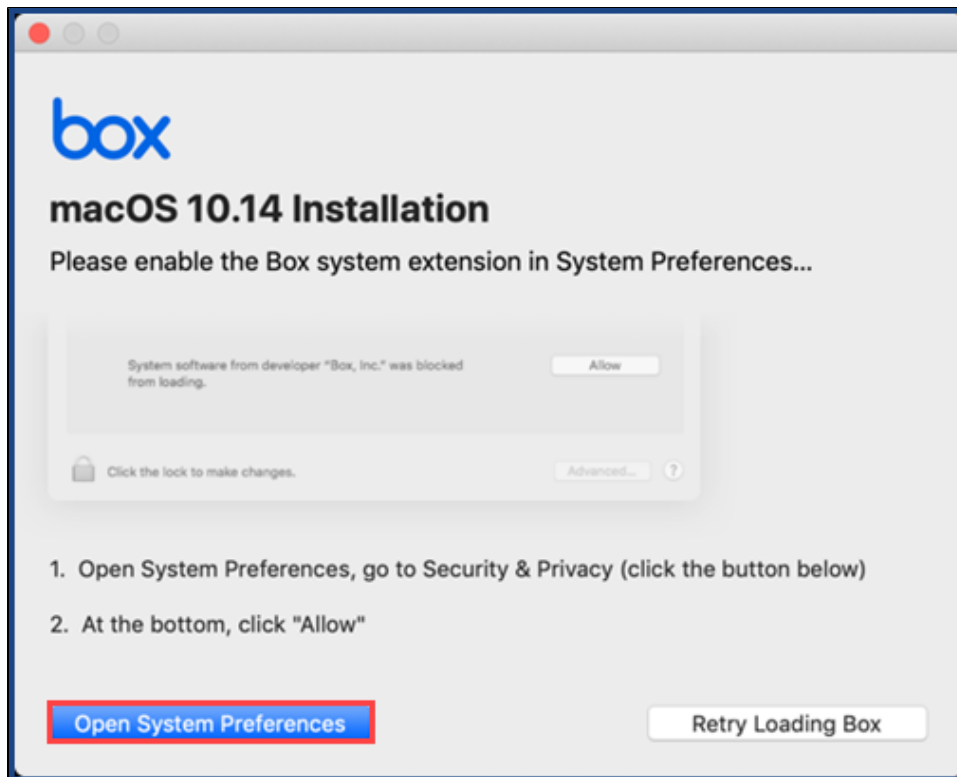 box
macOS 10.14 Installation
Please enable the Box system extension in System Preferences...
System software from developer "Box, Inc." was blocked
from loading.
Allow
Click the lock to make changes.
Advanced...
?
1. Open System Preferences, go to Security & Privacy (click the button below)
2. At the bottom, click "Allow"
Open System Preferences
Retry Loading Box